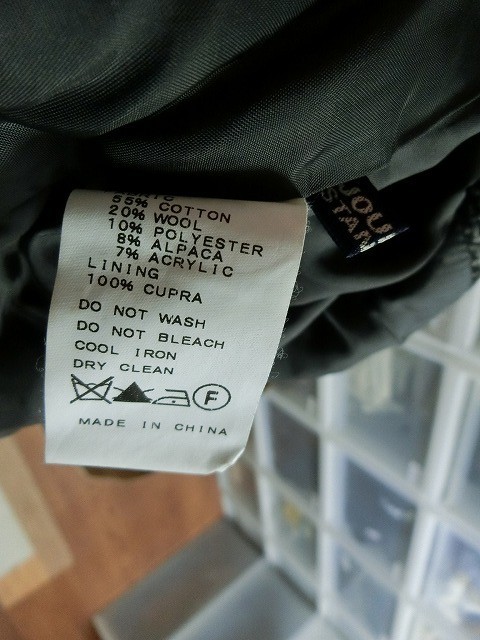 55% COTTON
20% WOOL
10% POLYESTER
8% ALPACA
7% ACRYLIC
LINING
100% CUPRA
DO NOT WASH
DO NOT BLEACH
COOL IRON
DRY CLEAN
F
MADE IN CHINA